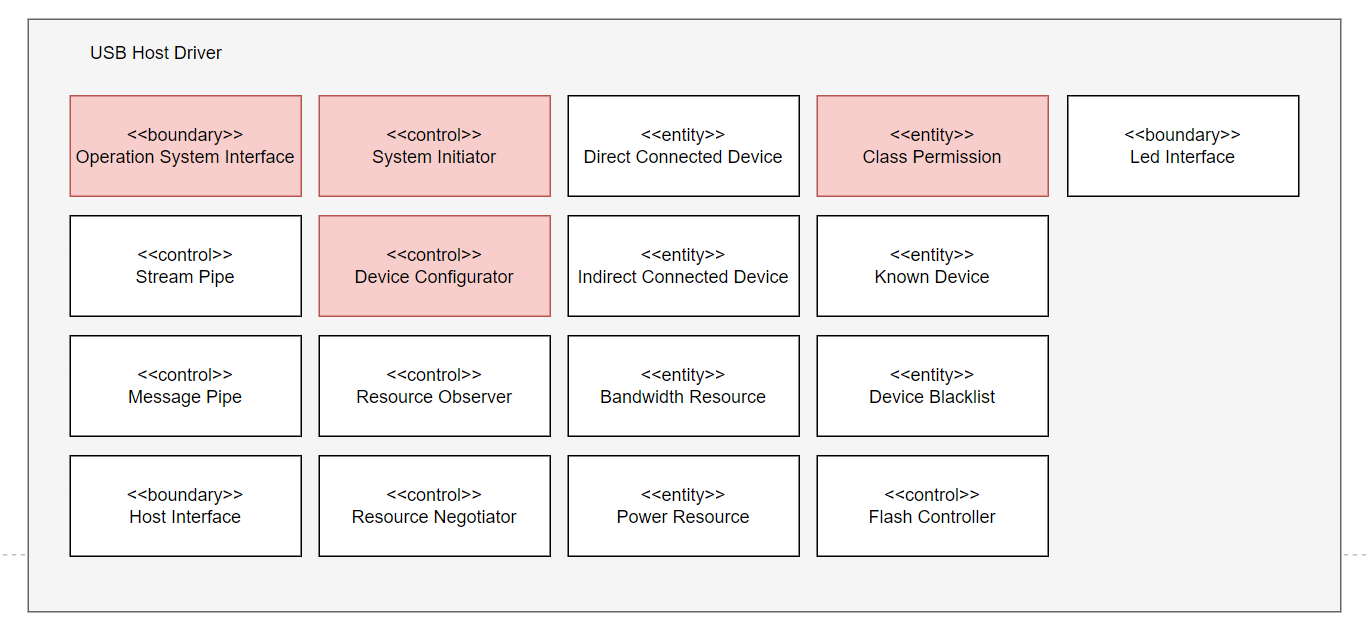 USB Host Driver
<<boundary>>
Operation System Interface
<<control>>
System Initiator
<<entity>>
Direct Connected Device
<<entity>>
Class Permission
<<boundary>>
Led Interface
<<control>>
Stream Pipe
<<control>>
Device Configurator
<<entity>>
Indirect Connected Device
<<entity>>
Known Device
<<control>>
Message Pipe
<<control>>
Resource Observer
<<entity>>
Bandwidth Resource
<<entity>>
Device Blacklist
<<boundary>>
Host Interface
<<control>>
Resource Negotiator
<<entity>>
Power Resource
<<control>>
Flash Controller